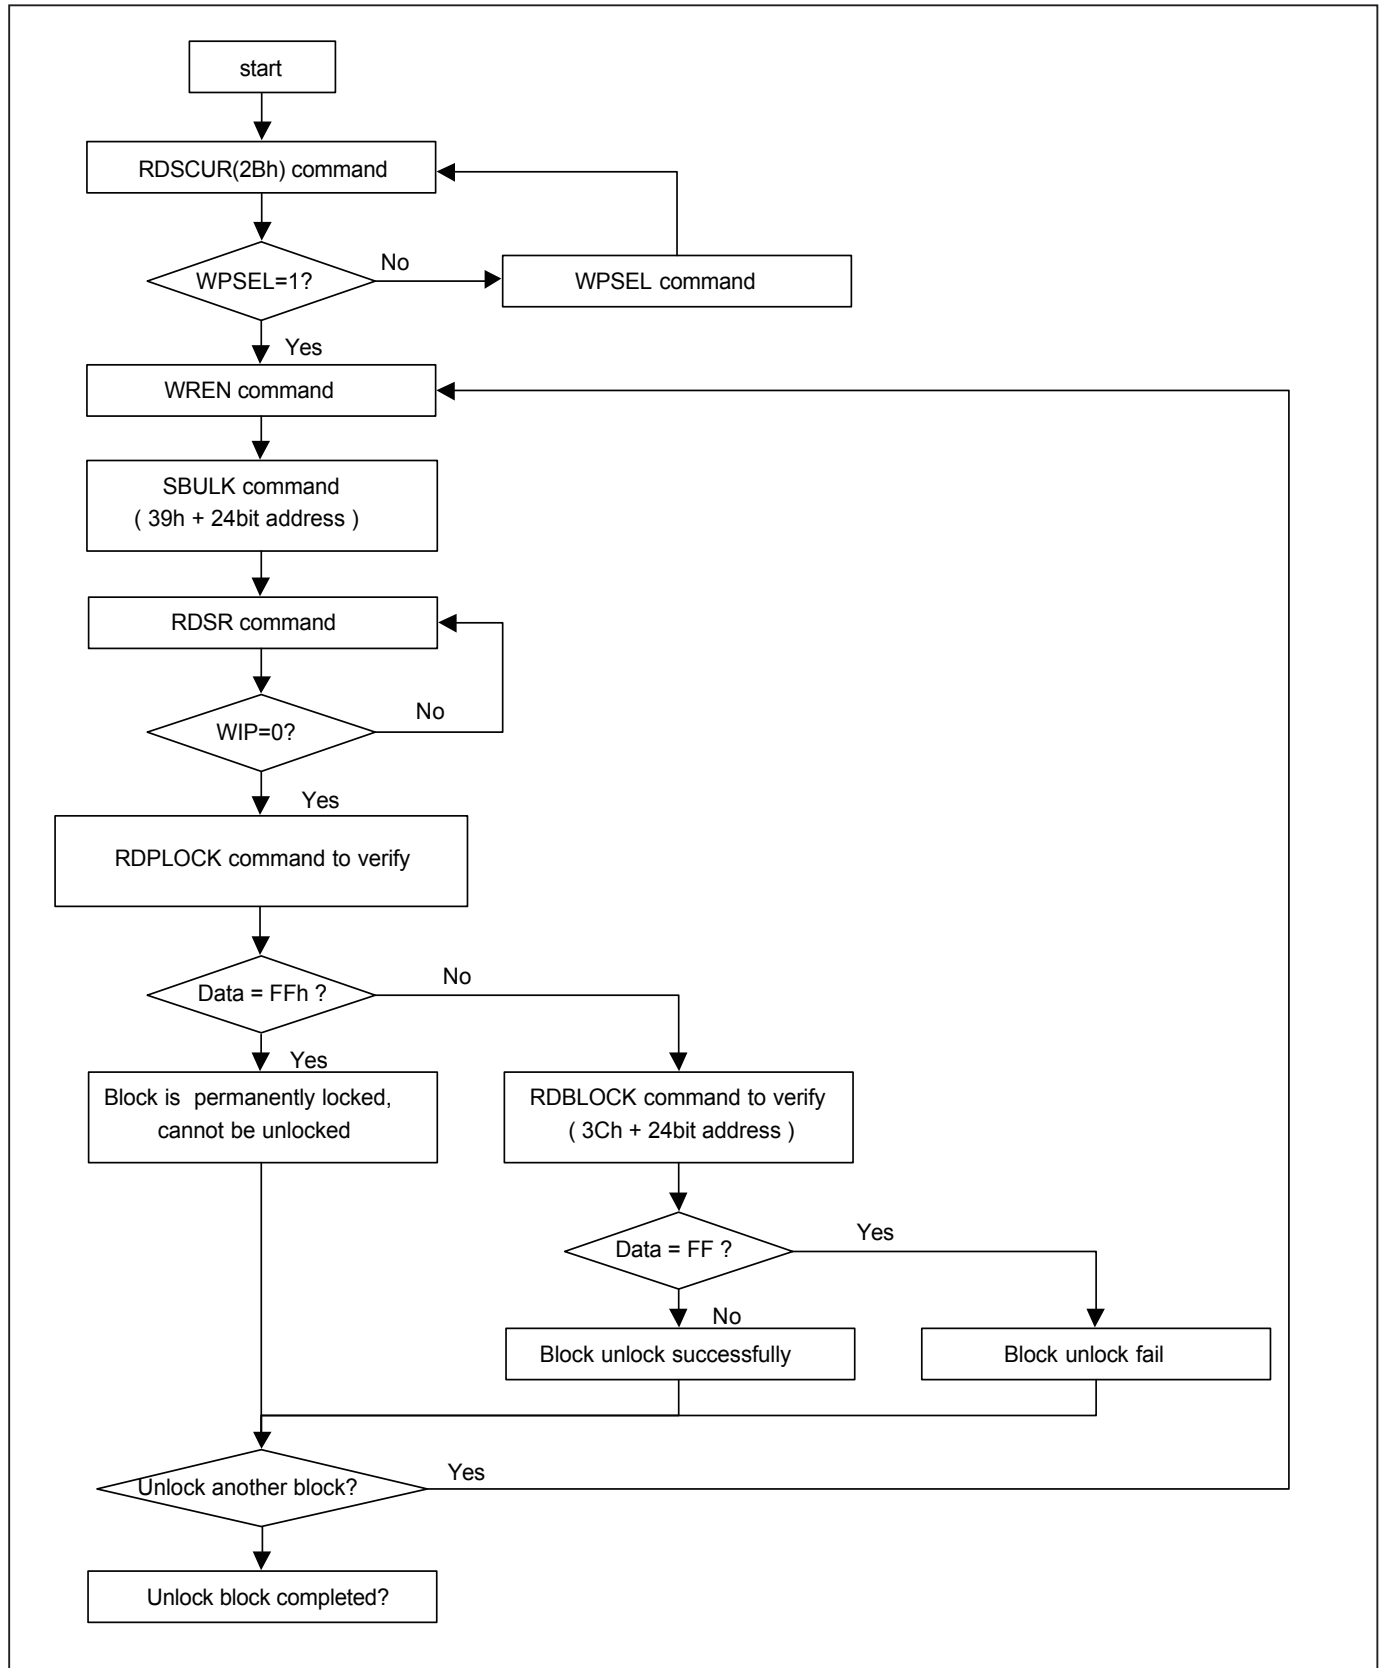 start
RDSCUR(2Bh) command
WPSEL=1?
No
WPSEL command
Yes
WREN command
SBULK command
( 39h + 24bit address )
RDSR command
WIP=0?
No
Yes
RDPLOCK command to verify
Data = FFh ?
No
Yes
Block is permanently locked,
cannot be unlocked
RDBLOCK command to verify
( 3Ch + 24bit address )
Data = FF ?
Yes
No
Block unlock successfully
Block unlock fail
Unlock another block?
Yes
Unlock block completed?